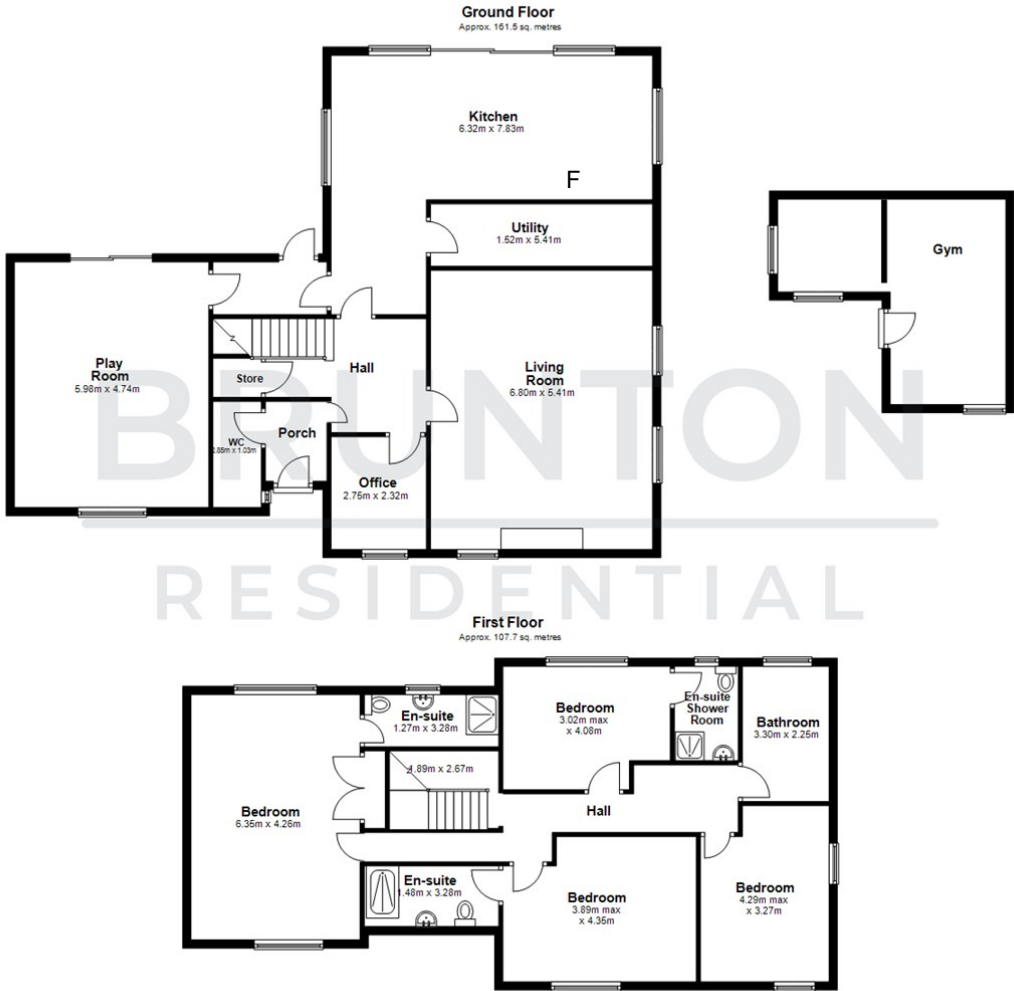 Ground Floor
Approx. 161.5 sq. metres
Kitchen
6.32m x 7.83m
F
Utility
1.52m x 5.41m
Gym
Play
Room
5.98m x 4.74m
Hall
Living
Room
6.80m x 5.41m
Store
WC
2.85m x 1.03m
Porch
Office
2.75m x 2.32m
BRUNTON
RESIDENTIAL
First Floor
Approx. 107.7 sq. metres
Bedroom
3.02m max
x 4.08m
En-suite
Shower
Room
Bathroom
3.30m x 2.25m
En-suite
1.27m x 3.28m
4.89m x 2.67m
Bedroom
6.35m x 4.26m
Hall
En-suite
1.48m x 3.28m
Bedroom
3.89m max
x 4.35m
Bedroom
4.29m max
x 3.27m